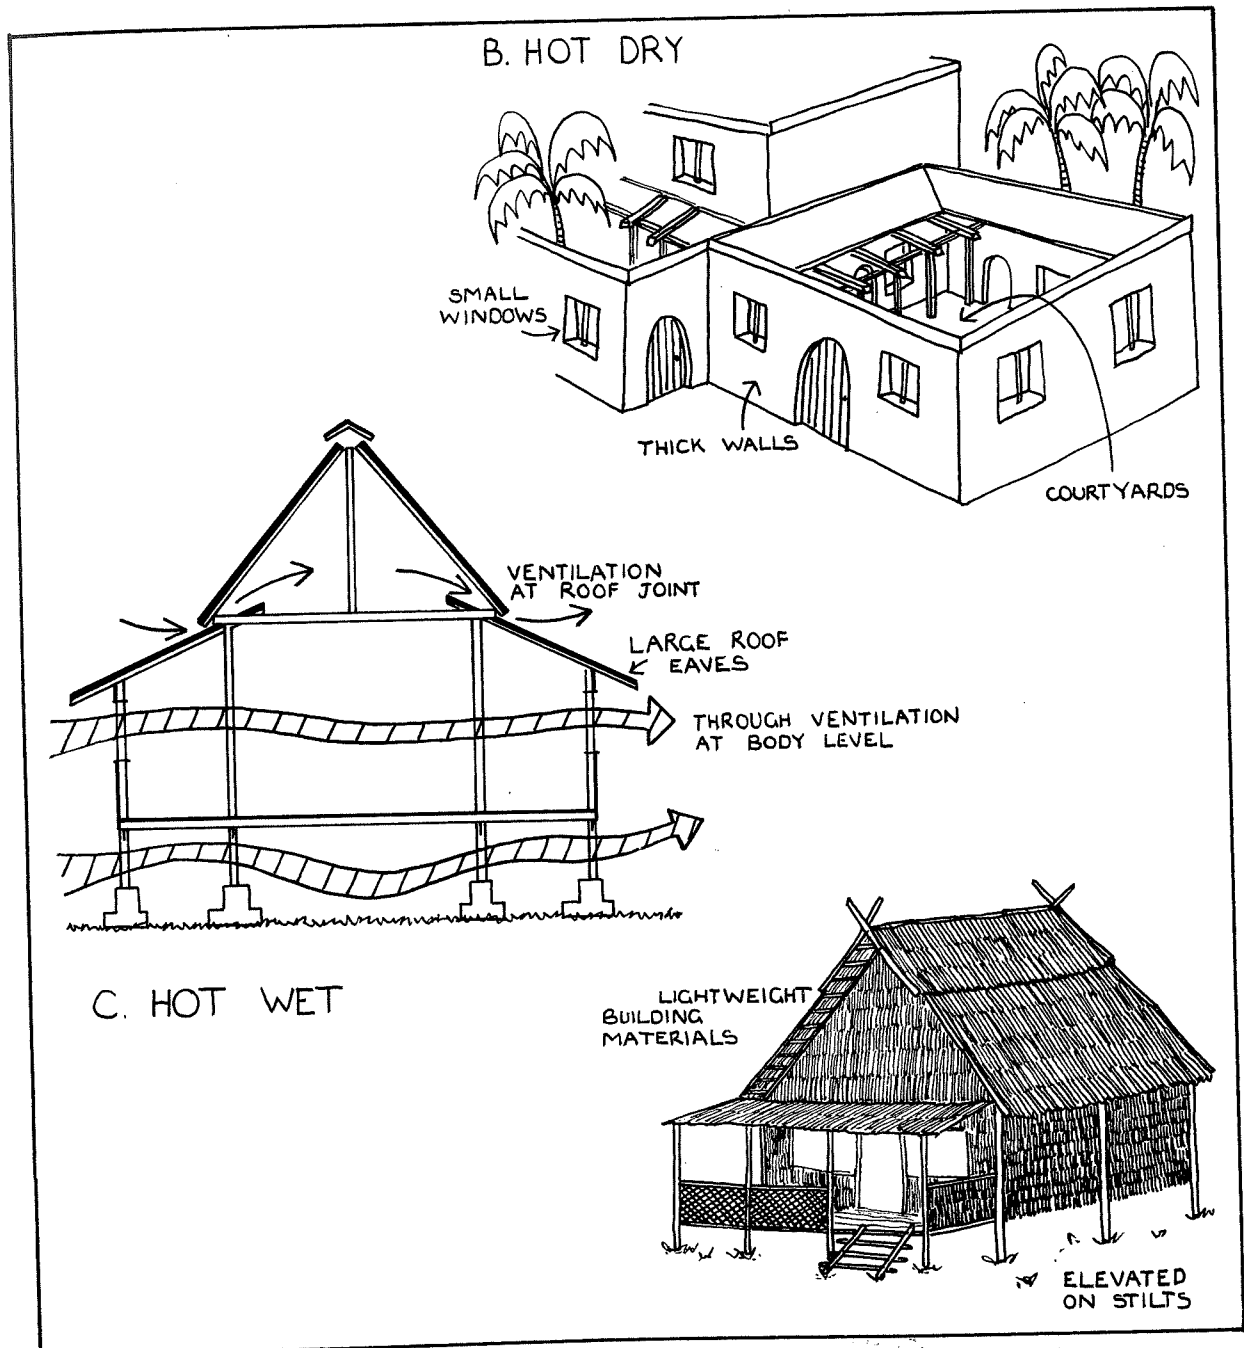 B. HOT DRY
SMALL
WINDOWS
THICK WALLS
COURTYARDS
VENTILATION
AT ROOF JOINT
LARGE ROOF
EAVES
THROUGH VENTILATION
AT BODY LEVEL
C. HOT WET
LIGHTWEIGHT
BUILDING
MATERIALS
ELEVATED
ON STILTS